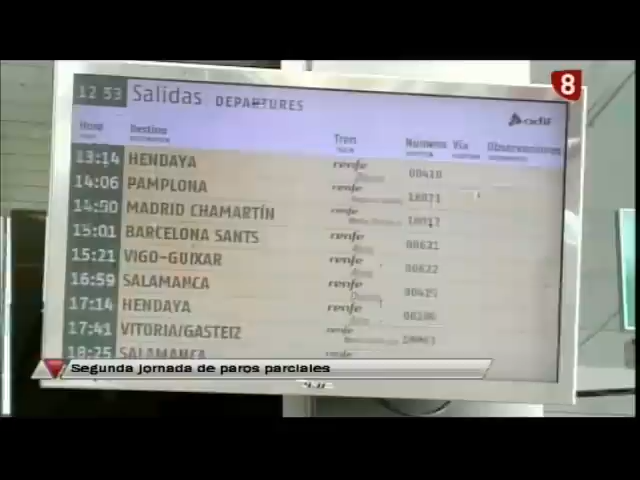 8
12 53 Salidas DEPARTURES
adif
Hora Destino Tren Número Vía Observaciones
13:14 HENDAYA renfe 00410
14:06 PAMPLONA renfe 18071
14:50 MADRID CHAMARTÍN renfe
15:01 BARCELONA SANTS renfe 00621
15:21 VIGO-GUIXAR renfe 00622
16:59 SALAMANCA renfe 00415
17:14 HENDAYA renfe
17:41 VITORIA/GASTEIZ renfe
18:25 SALAMANCA renfe
Segunda jornada de paros parciales